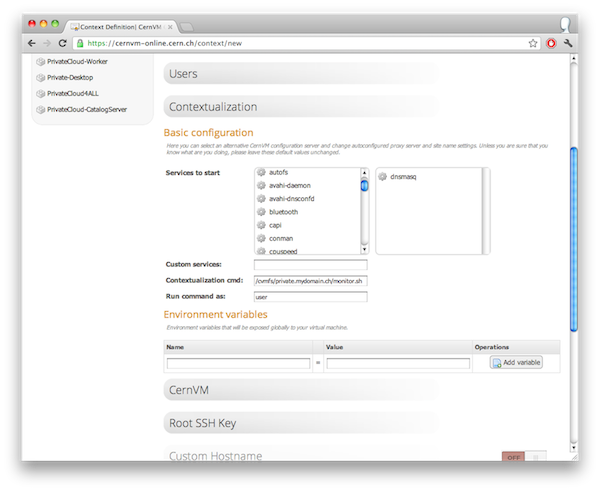 Context Definition| CernVM
https://cernvm-online.cern.ch/context/new
PrivateCloud-Worker
Private-Desktop
PrivateCloud4ALL
PrivateCloud-CatalogServer
Users
Contextualization
Basic configuration
Here you can select an alternative CernVM configuration server and change autoconfigured proxy server and site name settings. Unless you are sure that you
know what are you doing, please leave these default values unchanged.
Services to start
autofs
avahi-daemon
avahi-dnsconfd
bluetooth
capi
conman
cpuspeed
dnsmasq
Custom services:
Contextualization cmd: /cvmfs/private.mydomain.ch/monitor.sh
Run command as: user
Environment variables
Environment variables that will be exposed globally to your virtual machine.
Name Value Operations
= Add variable
CernVM
Root SSH Key
Custom Hostname OFF